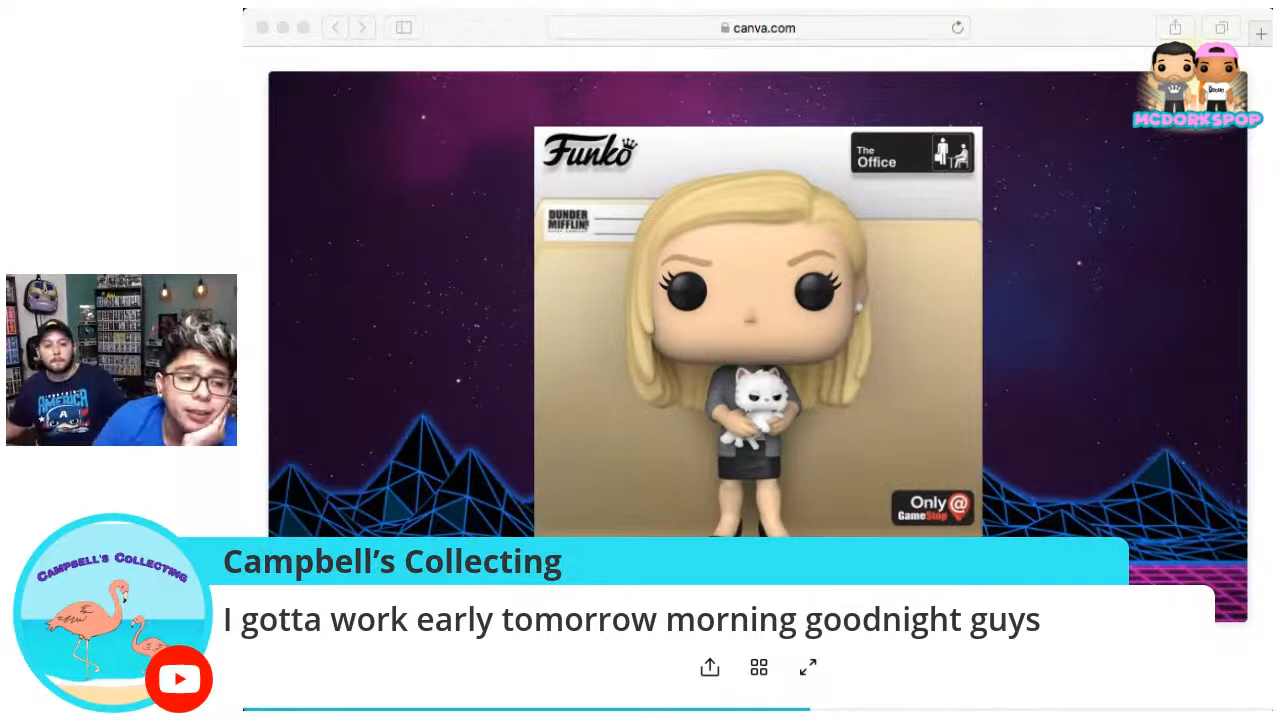 canva.com
MCDORKSPOP
Funko
The
Office
DUNDER
MIFFLIN
AMERICA
Only @
GameStop
CAMPBELL'S COLLECTING
Campbell's Collecting
I gotta work early tomorrow morning goodnight guys